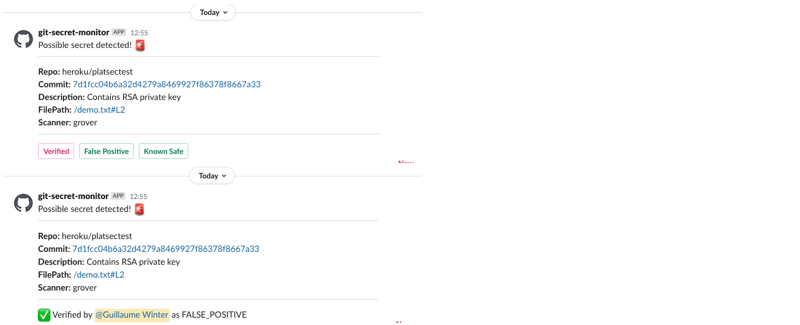 Today
git-secret-monitor APP 12:55
Possible secret detected!
Repo: heroku/platsectest
Commit: 7d1fcc04b6a32d4279a8469927f86378f8667a33
Description: Contains RSA private key
FilePath: /demo.txt#L2
Scanner: grover
Verified False Positive Known Safe
Today
git-secret-monitor APP 12:55
Possible secret detected!
Repo: heroku/platsectest
Commit: 7d1fcc04b6a32d4279a8469927f86378f8667a33
Description: Contains RSA private key
FilePath: /demo.txt#L2
Scanner: grover
Verified by @Guillaume Winter as FALSE_POSITIVE